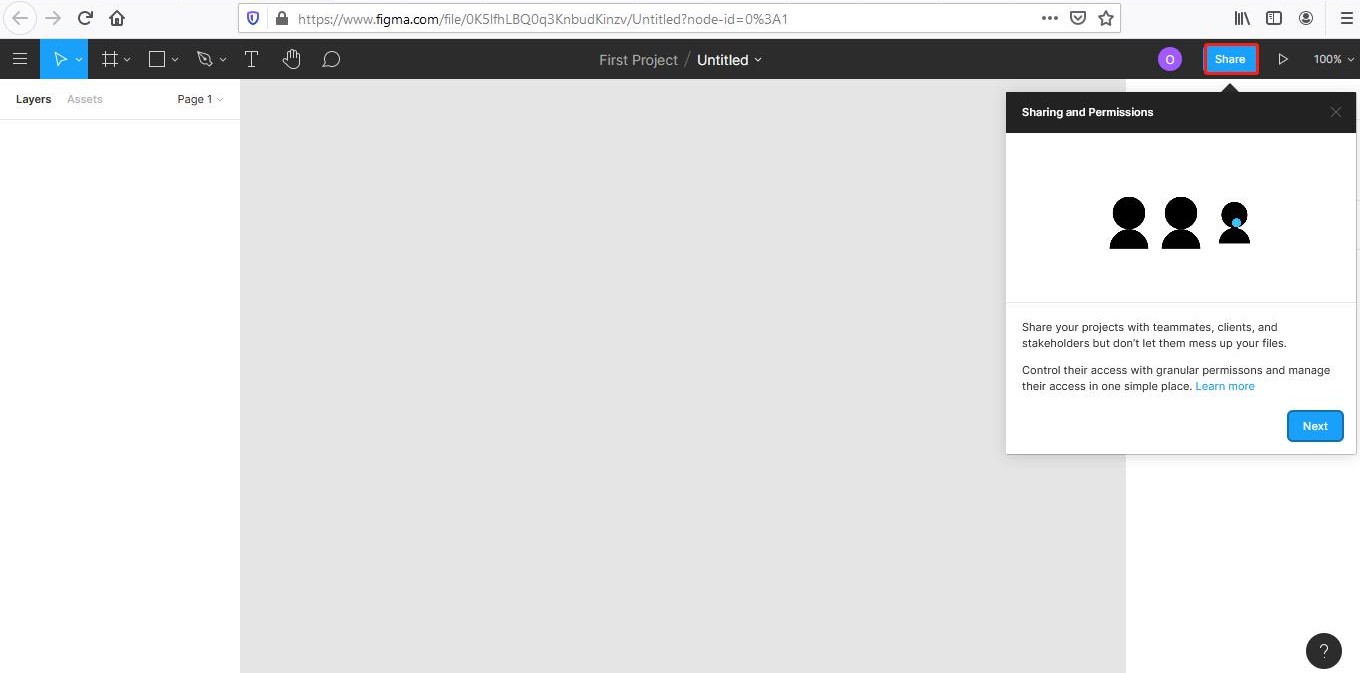 https://www.figma.com/file/0K5lfhLBQ0q3KnbudKinzv/Untitled?node-id=0%3A1
First Project / Untitled
O
Share
100%
Layers
Assets
Page 1
Sharing and Permissions
Share your projects with teammates, clients, and
stakeholders but don't let them mess up your files.
Control their access with granular permissons and manage
their access in one simple place. Learn more
Next
?